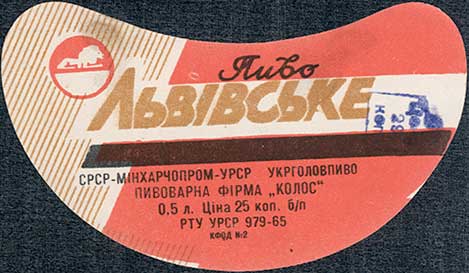 Пиво
ЛЬВІВСЬКЕ
СРСР-МІНХАРЧОПРОМ-УРСР УКРГОЛОВПИВО
ПИВОВАРНА ФІРМА „КОЛОС"
0,5 л. Ціна 25 коп. б/п
РТУ УРСР 979-65
КФОД №2